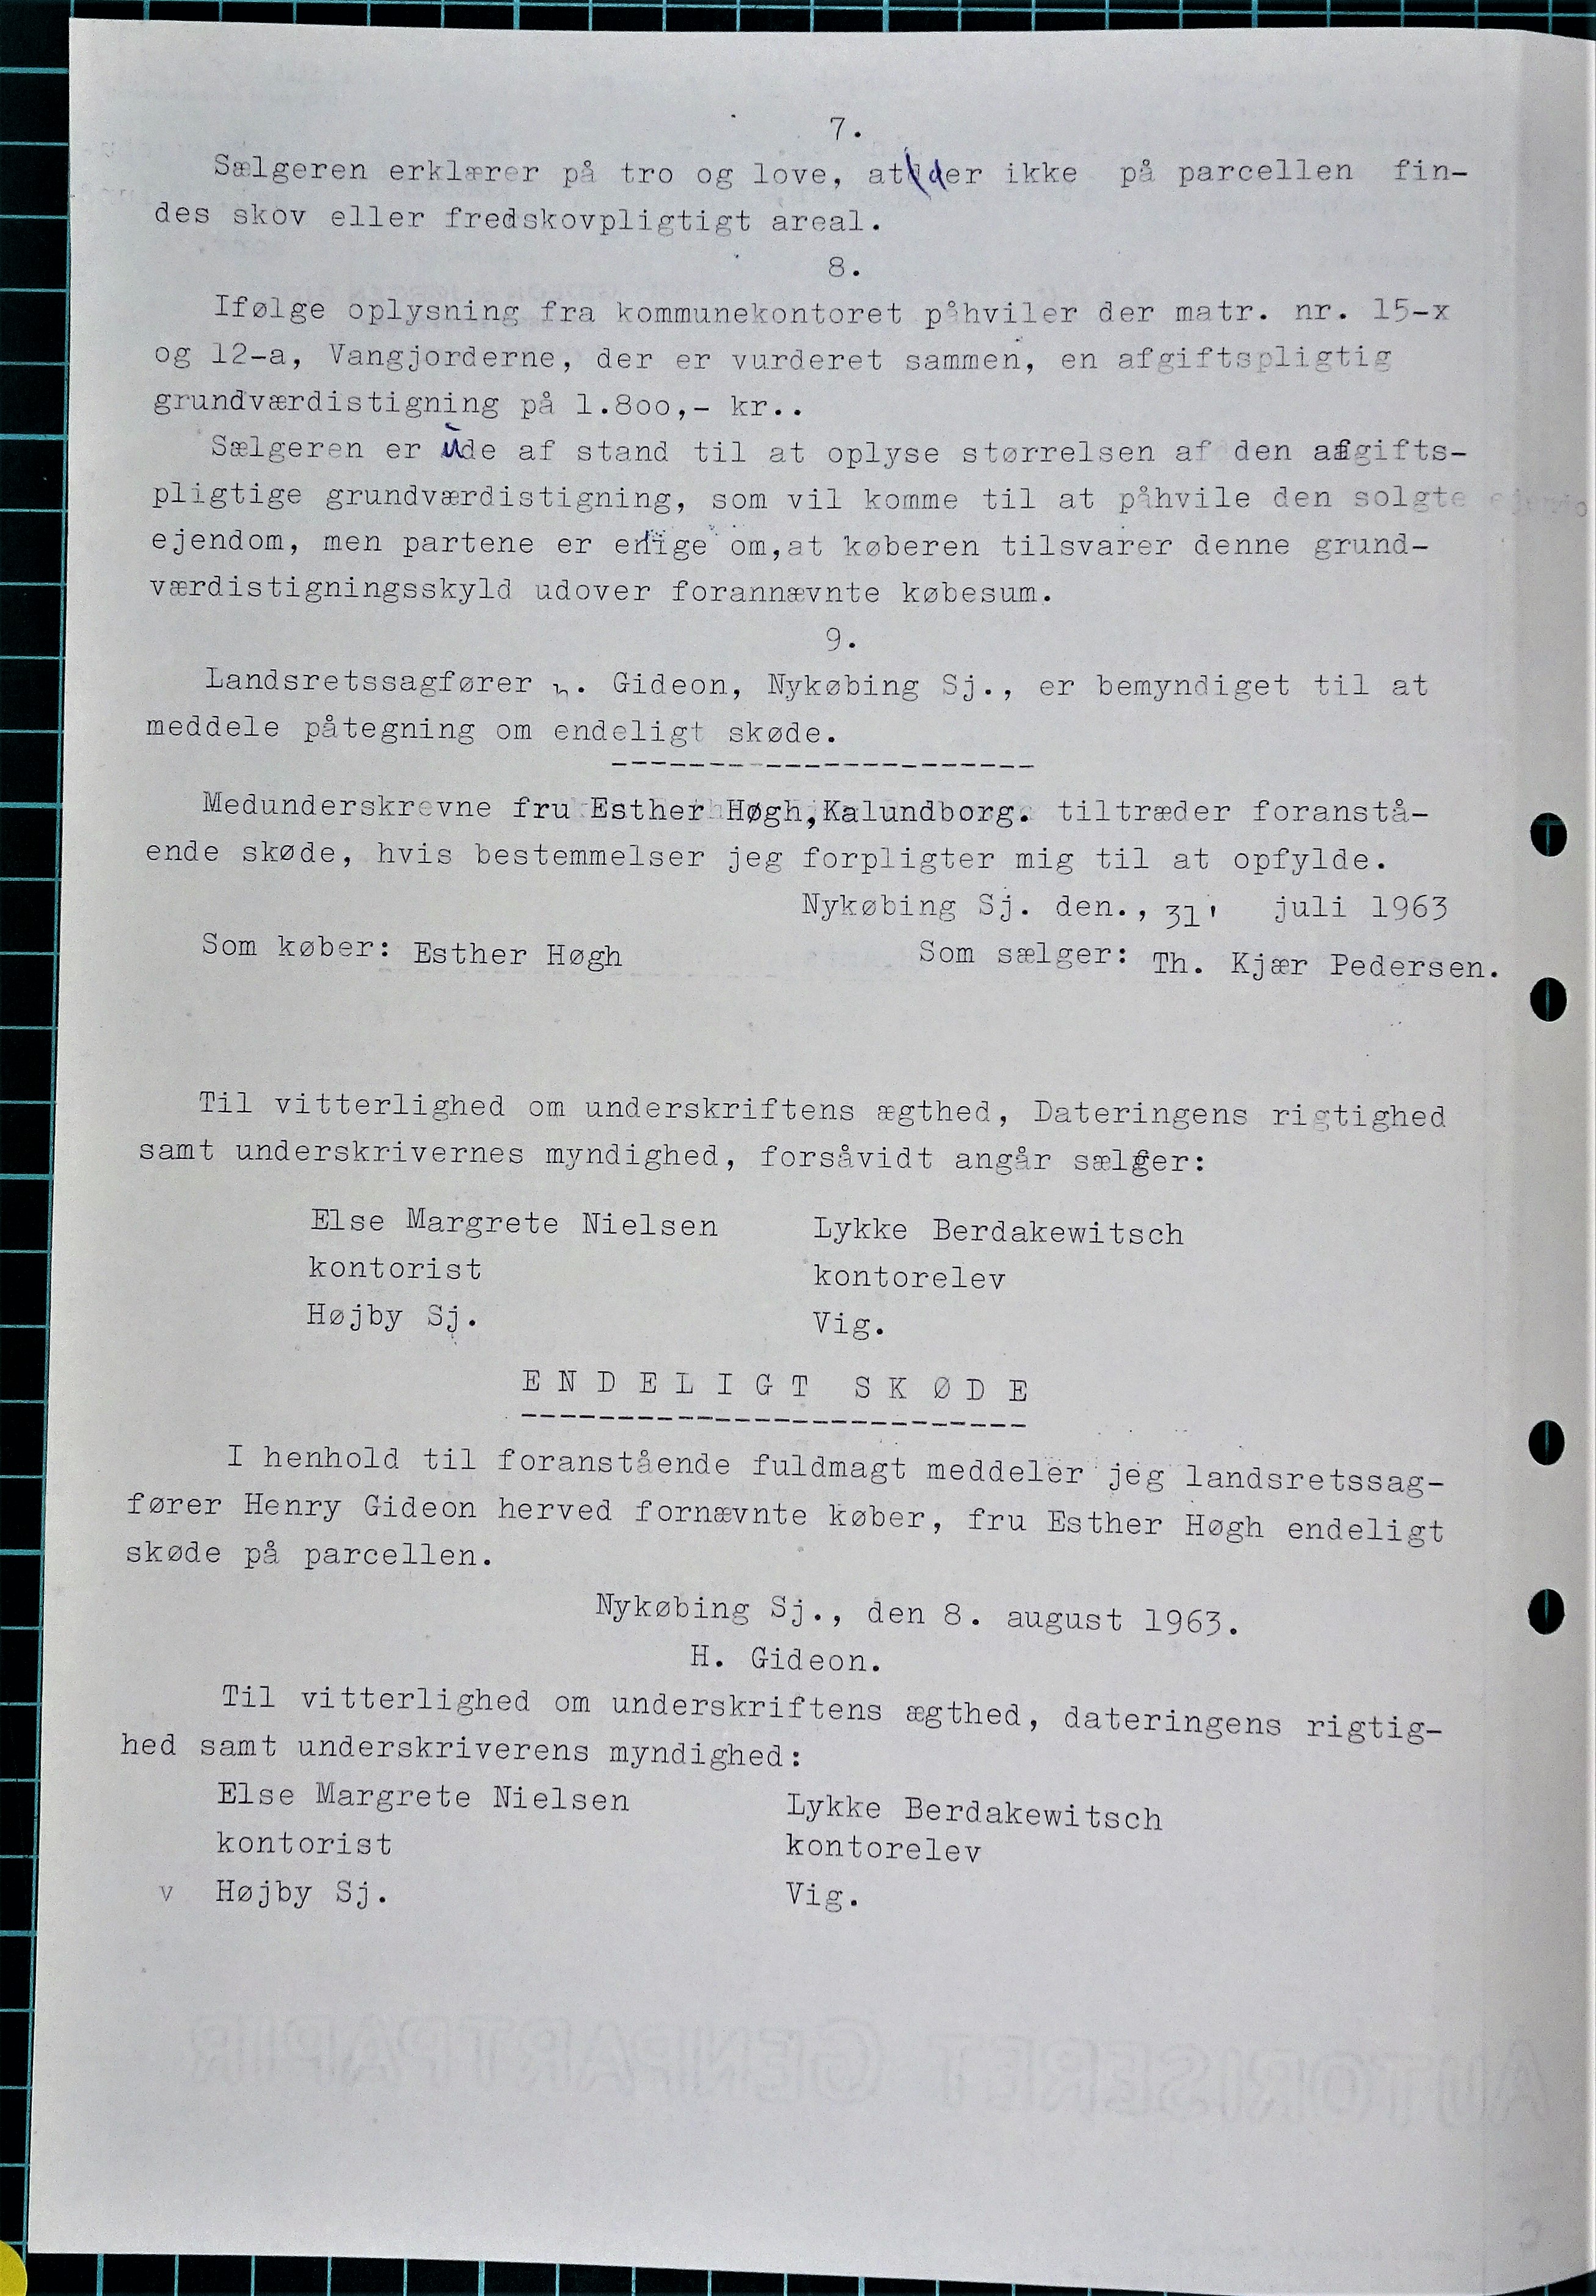 7.
Sælgeren erklærer på tro og love, at der ikke på parcellen fin-
des skov eller fredskovpligtigt areal.
8.
Ifølge oplysning fra kommunekontoret påhviler der matr. nr. 15-x
og 12-a, Vangjorderne, der er vurderet sammen, en afgiftspligtig
grundværdistigning på 1.8oo,- kr..
Sælgeren er ude af stand til at oplyse størrelsen af den afgifts-
pligtige grundværdistigning, som vil komme til at påhvile den solgte
ejendom, men partene er enige om,at køberen tilsvarer denne grund-
værdistigningsskyld udover forannævnte købesum.
9.
Landsretssagfører h. Gideon, Nykøbing Sj., er bemyndiget til at
meddele påtegning om endeligt skøde.
----------------------
Medunderskrevne fru Esther Høgh,Kalundborg. tiltræder foranstå-
ende skøde, hvis bestemmelser jeg forpligter mig til at opfylde.
Nykøbing Sj. den., 31' juli 1963
Som køber: Esther Høgh Som sælger: Th. Kjær Pedersen.
Til vitterlighed om underskriftens ægthed, Dateringens rigtighed
samt underskrivernes myndighed, forsåvidt angår sælger:
Else Margrete Nielsen Lykke Berdakewitsch
kontorist kontorelev
Højby Sj. Vig.
E N D E L I G T S K Ø D E
--------------------------
I henhold til foranstående fuldmagt meddeler jeg landsretssag-
fører Henry Gideon herved fornævnte køber, fru Esther Høgh endeligt
skøde på parcellen.
Nykøbing Sj., den 8. august 1963.
H. Gideon.
Til vitterlighed om underskriftens ægthed, dateringens rigtig-
hed samt underskriverens myndighed:
Else Margrete Nielsen Lykke Berdakewitsch
kontorist kontorelev
v Højby Sj. Vig.
AUTORISERET GENPARTPAPIR